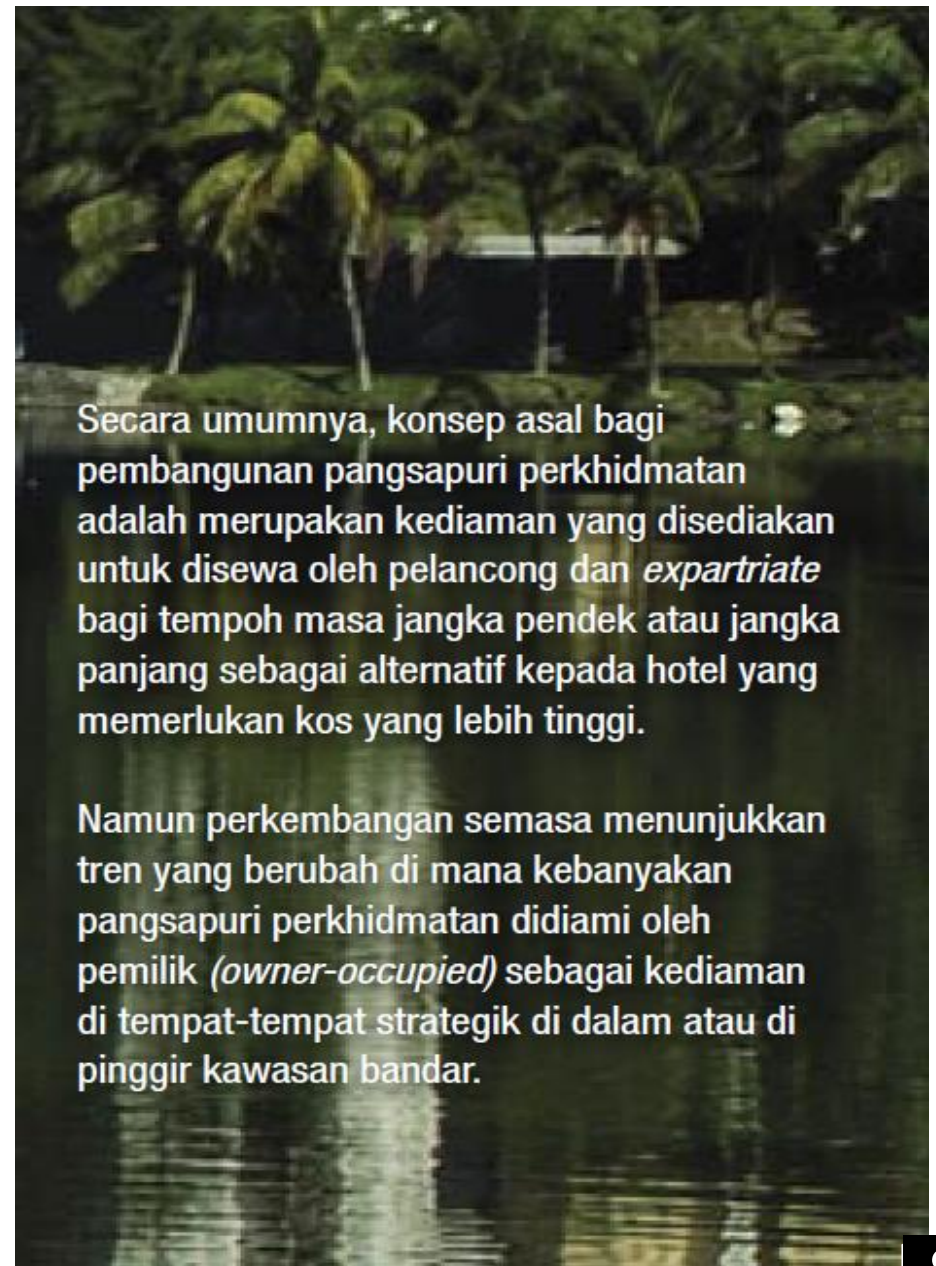 Secara umumnya, konsep asal bagi
pembangunan pangsapuri perkhidmatan
adalah merupakan kediaman yang disediakan
untuk disewa oleh pelancong dan expartriate
bagi tempoh masa jangka pendek atau jangka
panjang sebagai alternatif kepada hotel yang
memerlukan kos yang lebih tinggi.
Namun perkembangan semasa menunjukkan
tren yang berubah di mana kebanyakan
pangsapuri perkhidmatan didiami oleh
pemilik (owner-occupied) sebagai kediaman
di tempat-tempat strategik di dalam atau di
pinggir kawasan bandar.